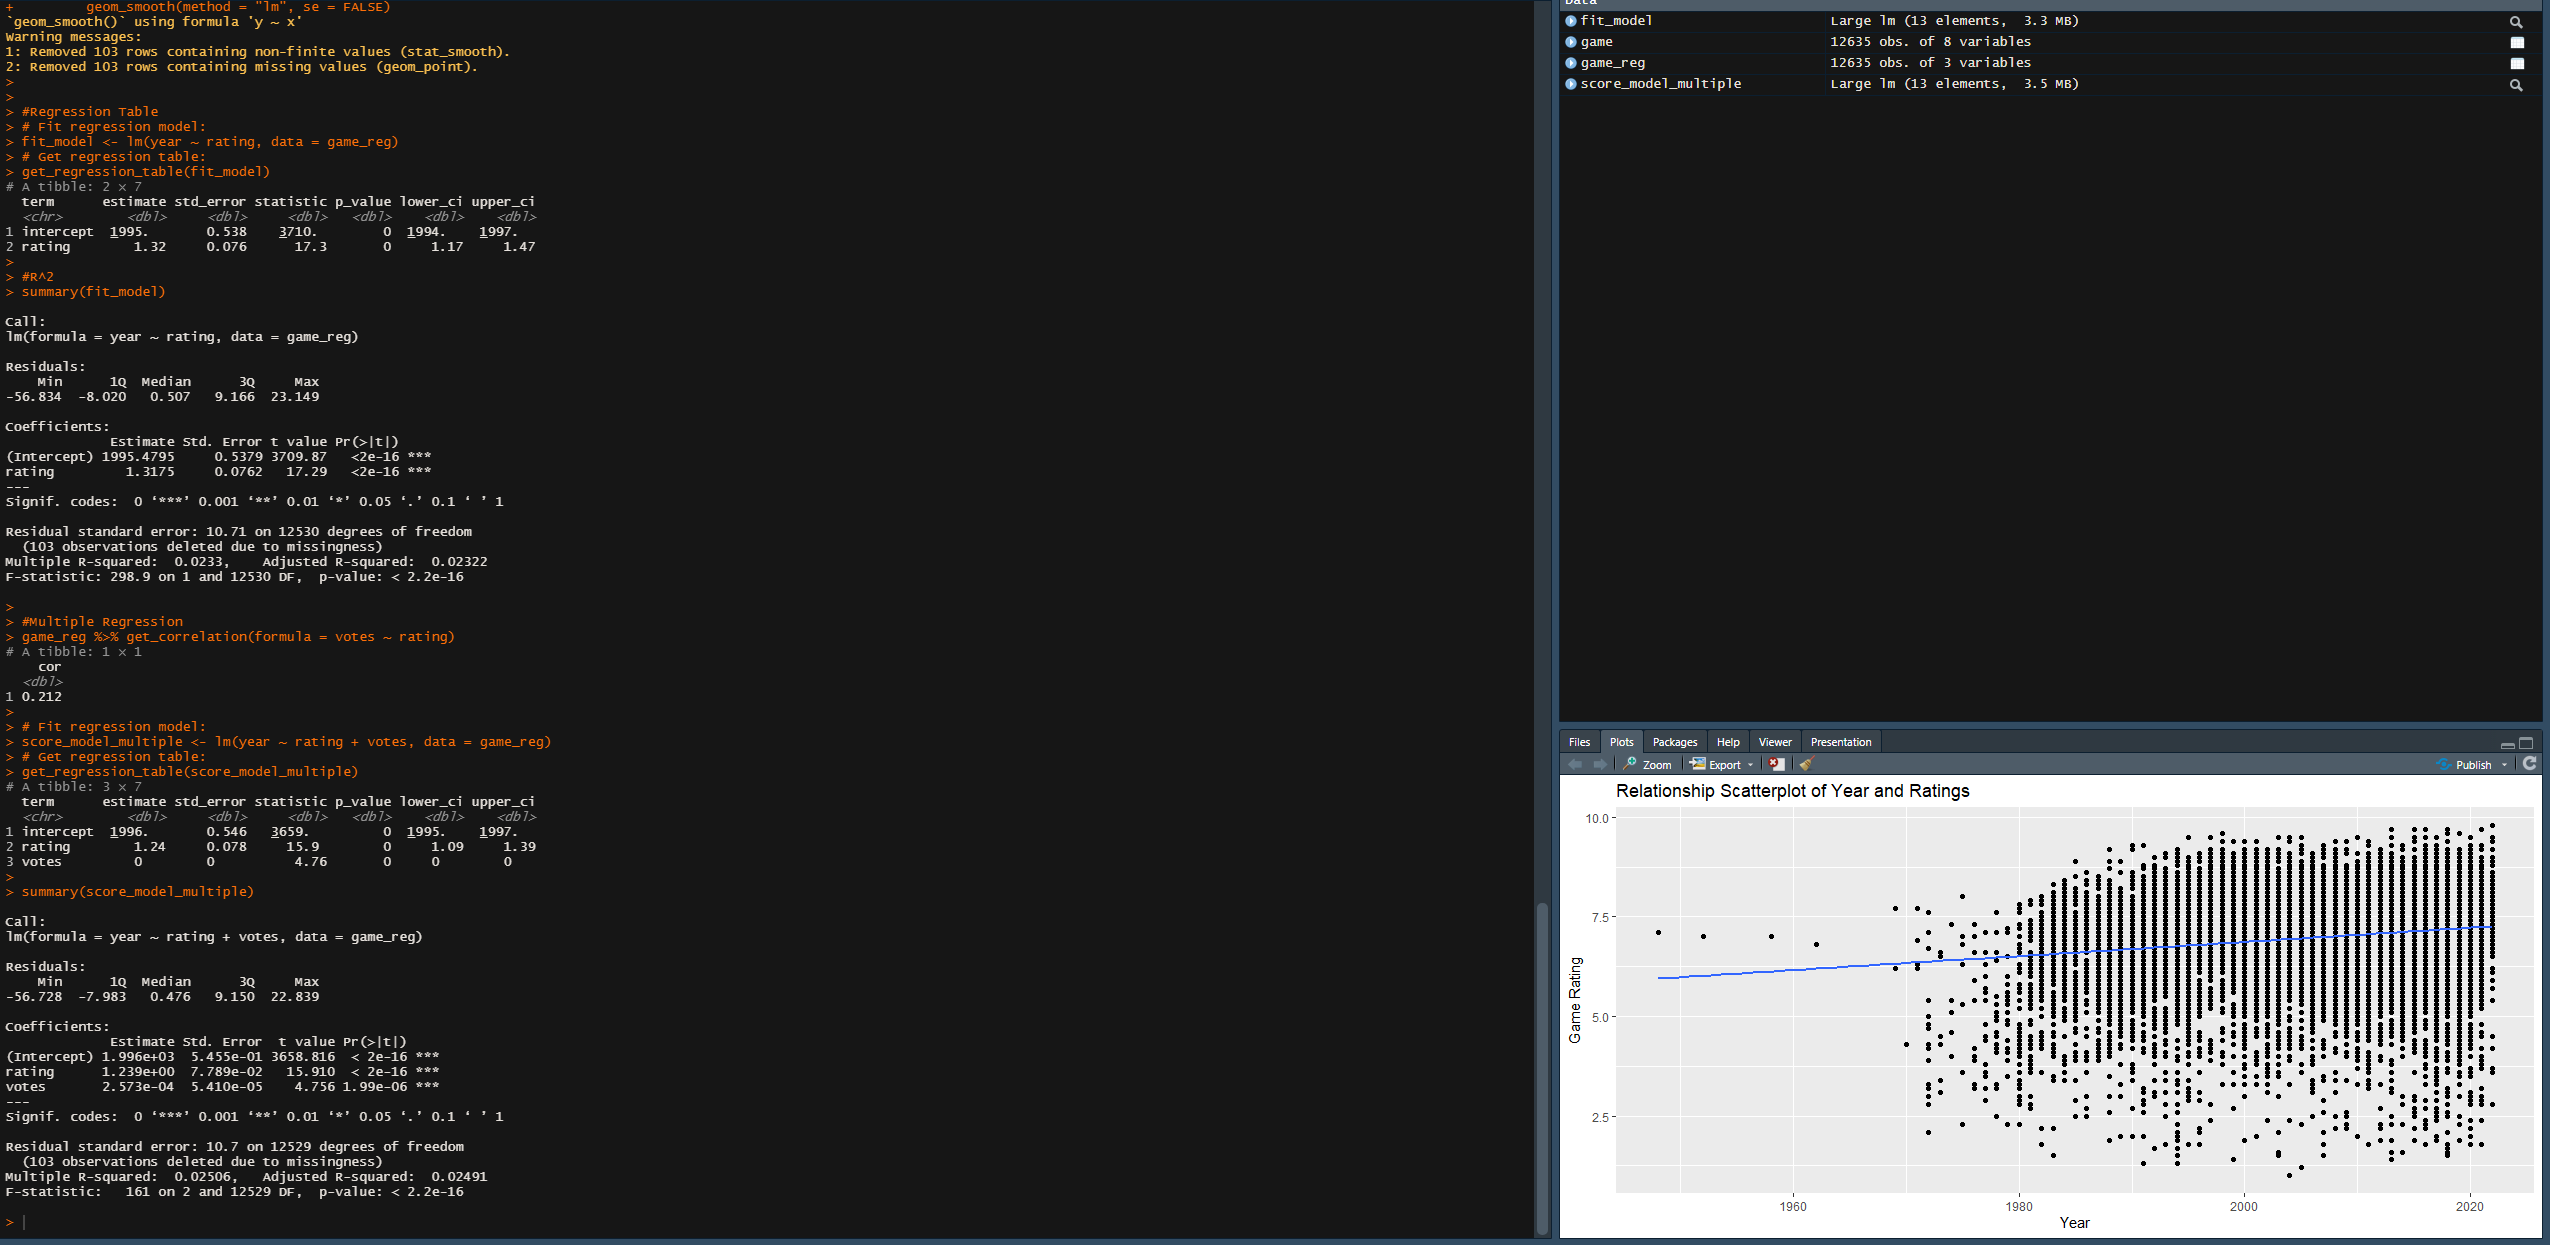 +         geom_smooth(method = "lm", se = FALSE)
`geom_smooth()` using formula 'y ~ x'
Warning messages:
1: Removed 103 rows containing non-finite values (stat_smooth).
2: Removed 103 rows containing missing values (geom_point).
>
>
> #Regression Table
> # Fit regression model:
> fit_model <- lm(year ~ rating, data = game_reg)
> # Get regression table:
> get_regression_table(fit_model)
# A tibble: 2 × 7
  term      estimate std_error statistic p_value lower_ci upper_ci
  <chr>        <dbl>     <dbl>     <dbl>   <dbl>    <dbl>    <dbl>
1 intercept  1995.       0.538    3710.        0  1994.    1997.
2 rating        1.32     0.076      17.3       0     1.17     1.47
>
> #R^2
> summary(fit_model)

Call:
lm(formula = year ~ rating, data = game_reg)

Residuals:
    Min      1Q  Median      3Q     Max
-56.834  -8.020   0.507   9.166  23.149

Coefficients:
             Estimate Std. Error t value Pr(>|t|)
(Intercept) 1995.4795     0.5379 3709.87   <2e-16 ***
rating         1.3175     0.0762   17.29   <2e-16 ***
---
Signif. codes:  0 ‘***’ 0.001 ‘**’ 0.01 ‘*’ 0.05 ‘.’ 0.1 ‘ ’ 1

Residual standard error: 10.71 on 12530 degrees of freedom
  (103 observations deleted due to missingness)
Multiple R-squared:  0.0233,    Adjusted R-squared:  0.02322
F-statistic: 298.9 on 1 and 12530 DF,  p-value: < 2.2e-16

>
> #Multiple Regression
> game_reg %>% get_correlation(formula = votes ~ rating)
# A tibble: 1 × 1
    cor
  <dbl>
1 0.212
>
> # Fit regression model:
> score_model_multiple <- lm(year ~ rating + votes, data = game_reg)
> # Get regression table:
> get_regression_table(score_model_multiple)
# A tibble: 3 × 7
  term      estimate std_error statistic p_value lower_ci upper_ci
  <chr>        <dbl>     <dbl>     <dbl>   <dbl>    <dbl>    <dbl>
1 intercept  1996.       0.546   3659.         0  1995.    1997.
2 rating        1.24     0.078     15.9        0     1.09     1.39
3 votes         0        0          4.76       0     0        0
>
> summary(score_model_multiple)

Call:
lm(formula = year ~ rating + votes, data = game_reg)

Residuals:
    Min      1Q  Median      3Q     Max
-56.728  -7.983   0.476   9.150  22.839

Coefficients:
             Estimate Std. Error  t value Pr(>|t|)
(Intercept) 1.996e+03  5.455e-01 3658.816  < 2e-16 ***
rating      1.239e+00  7.789e-02   15.910  < 2e-16 ***
votes       2.573e-04  5.410e-05    4.756 1.99e-06 ***
---
Signif. codes:  0 ‘***’ 0.001 ‘**’ 0.01 ‘*’ 0.05 ‘.’ 0.1 ‘ ’ 1

Residual standard error: 10.7 on 12529 degrees of freedom
  (103 observations deleted due to missingness)
Multiple R-squared:  0.02506,   Adjusted R-squared:  0.02491
F-statistic:   161 on 2 and 12529 DF,  p-value: < 2.2e-16

>
Data
fit_model Large lm (13 elements,  3.3 MB)
game 12635 obs. of 8 variables
game_reg 12635 obs. of 3 variables
score_model_multiple Large lm (13 elements,  3.5 MB)
Files Plots Packages Help Viewer Presentation
Zoom Export Publish
Relationship Scatterplot of Year and Ratings
10.0
7.5
5.0
2.5
Game Rating
1960 1980 2000 2020
Year